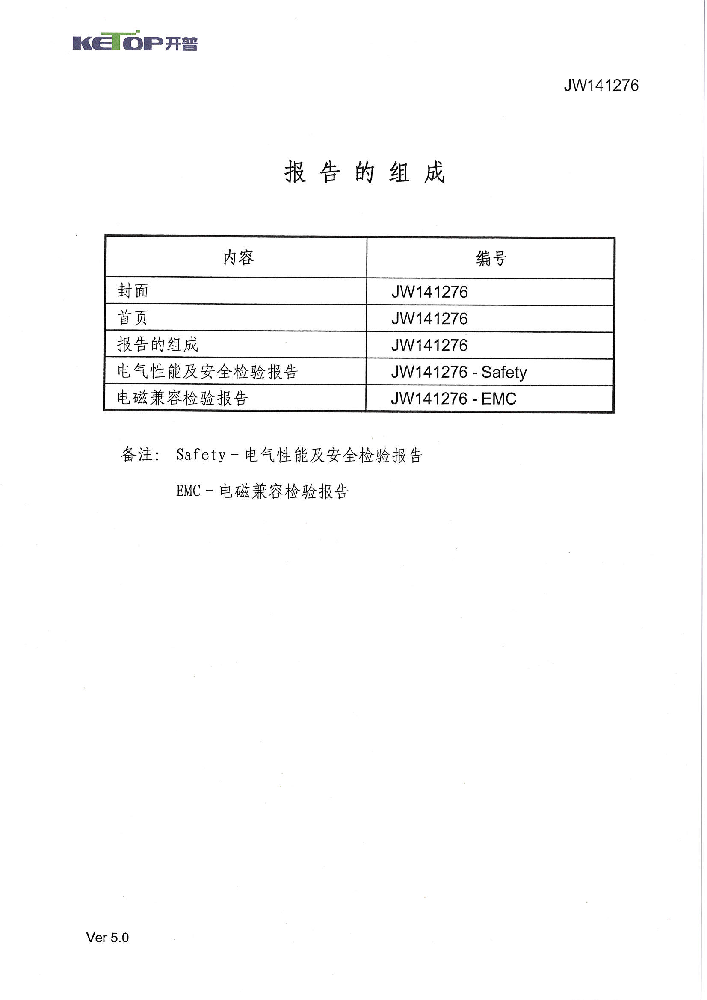 KETOP开普
JW141276
报告的组成
内容 编号
封面 JW141276
首页 JW141276
报告的组成 JW141276
电气性能及安全检验报告 JW141276 - Safety
电磁兼容检验报告 JW141276 - EMC
备注: Safety－电气性能及安全检验报告
EMC－电磁兼容检验报告
Ver 5.0